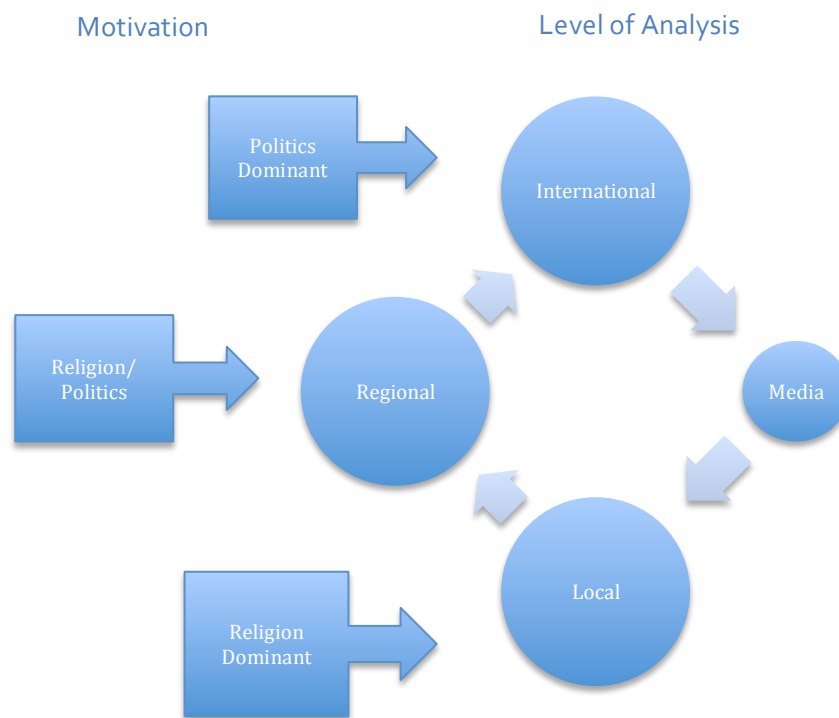 Motivation
Level of Analysis
Politics
Dominant
International
Religion/
Politics
Regional
Media
Local
Religion
Dominant